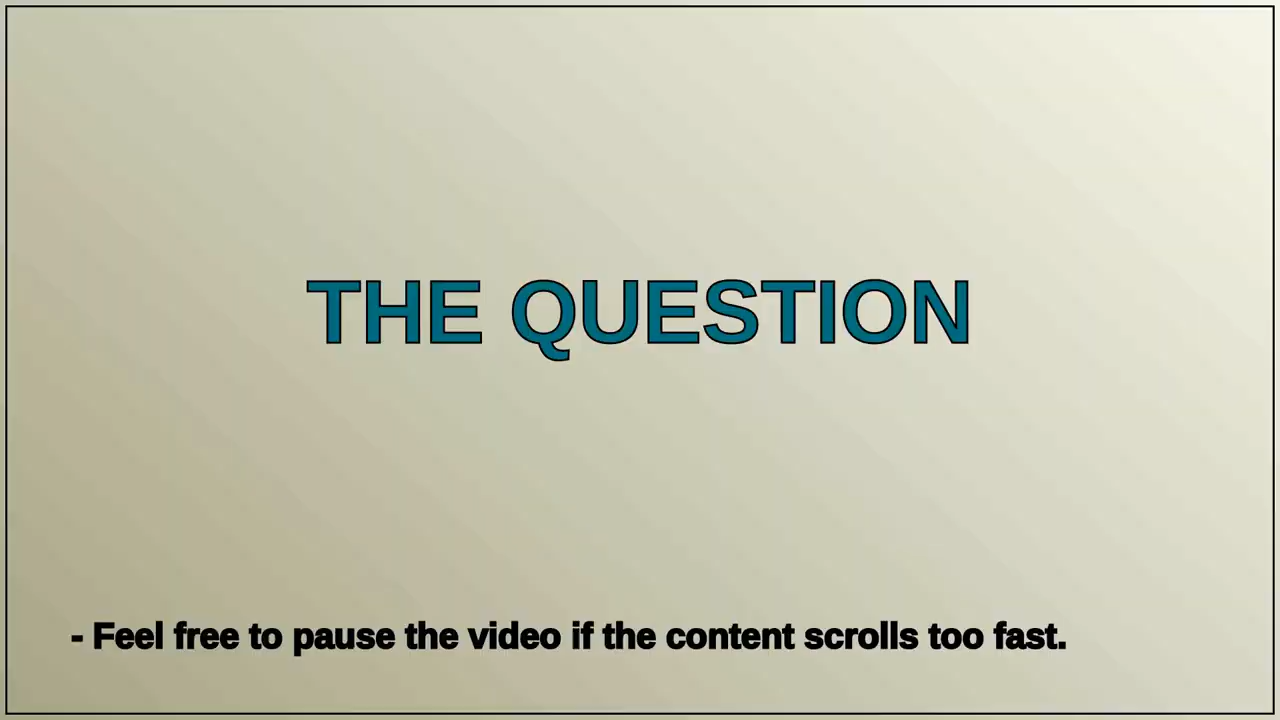 THE QUESTION
- Feel free to pause the video if the content scrolls too fast.